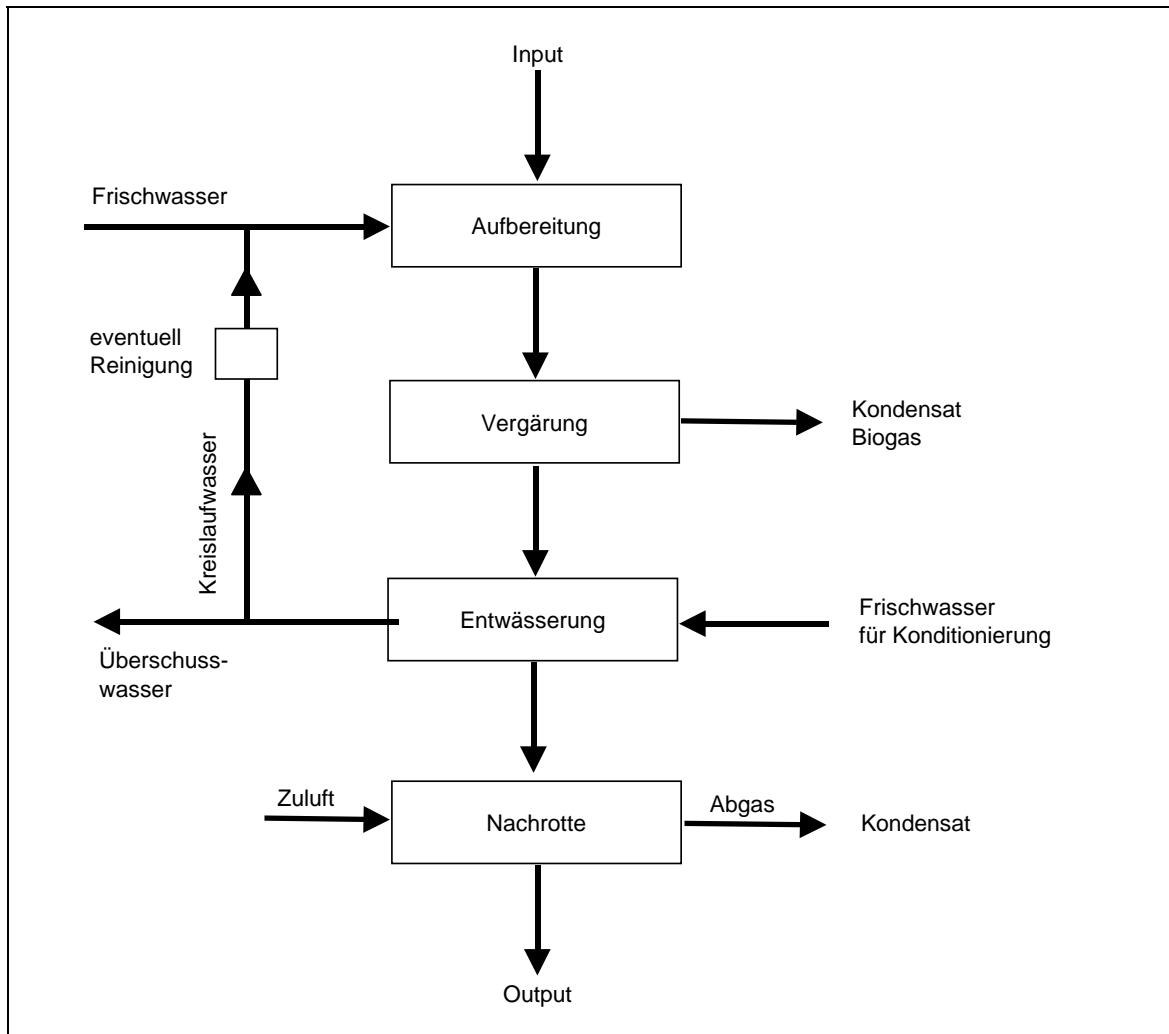 Input
Frischwasser
Aufbereitung
eventuell
Reinigung
Vergärung
Kondensat
Biogas
Kreislaufwasser
Entwässerung
Frischwasser
für Konditionierung
Überschuss-
wasser
Zuluft
Nachrotte
Abgas
Kondensat
Output